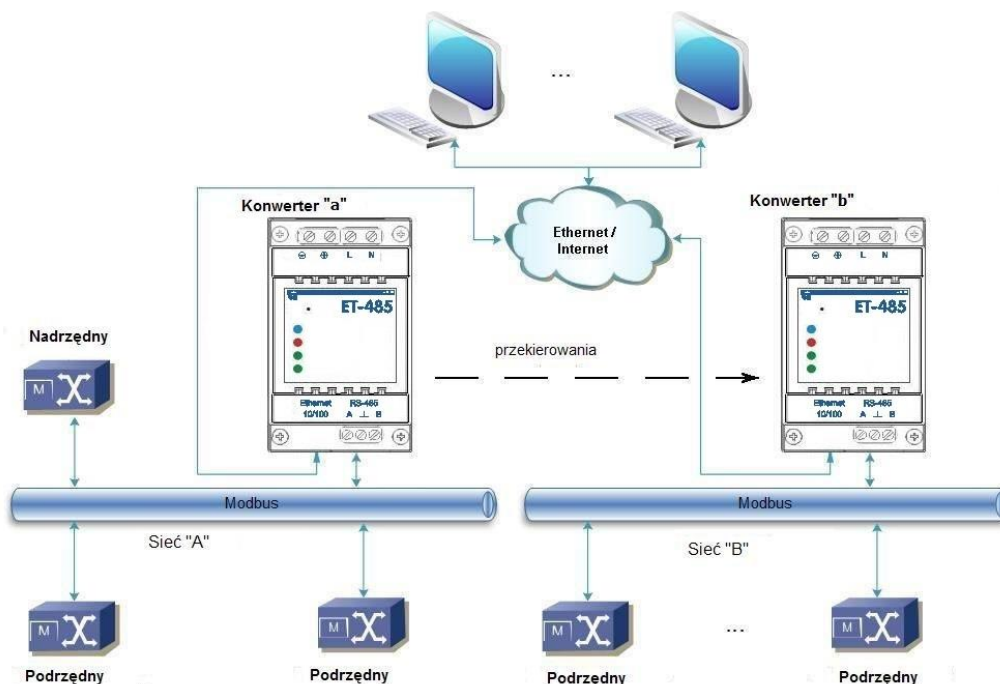 ...
Konwerter "a"
Konwerter "b"
Ethernet /
Internet
L N
L N
ET-485
ET-485
Nadrzędny
M
przekierowania
Ethernet RS-485
10/100 A ⊥ B
Ethernet RS-485
10/100 A ⊥ B
Modbus
Modbus
Sieć "A"
Sieć "B"
M
M
M
...
M
Podrzędny
Podrzędny
Podrzędny
Podrzędny